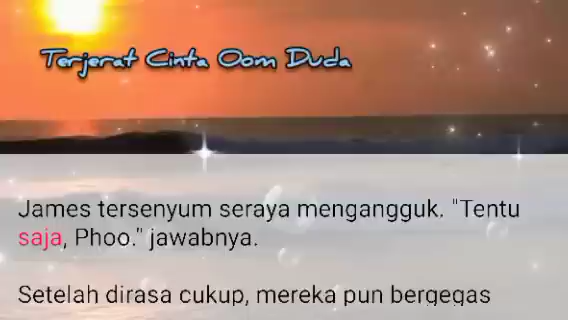 Terjerat Cinta Oom Duda
James tersenyum seraya mengangguk. "Tentu
saja, Phoo." jawabnya.
Setelah dirasa cukup, mereka pun bergegas